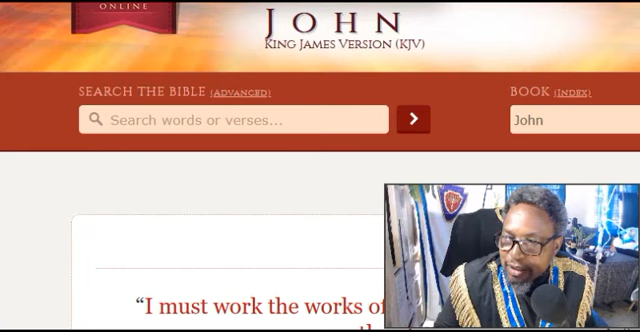 ONLINE
JOHN
KING JAMES VERSION (KJV)
SEARCH THE BIBLE (ADVANCED)
BOOK (INDEX)
Search words or verses...
John
"I must work the works of